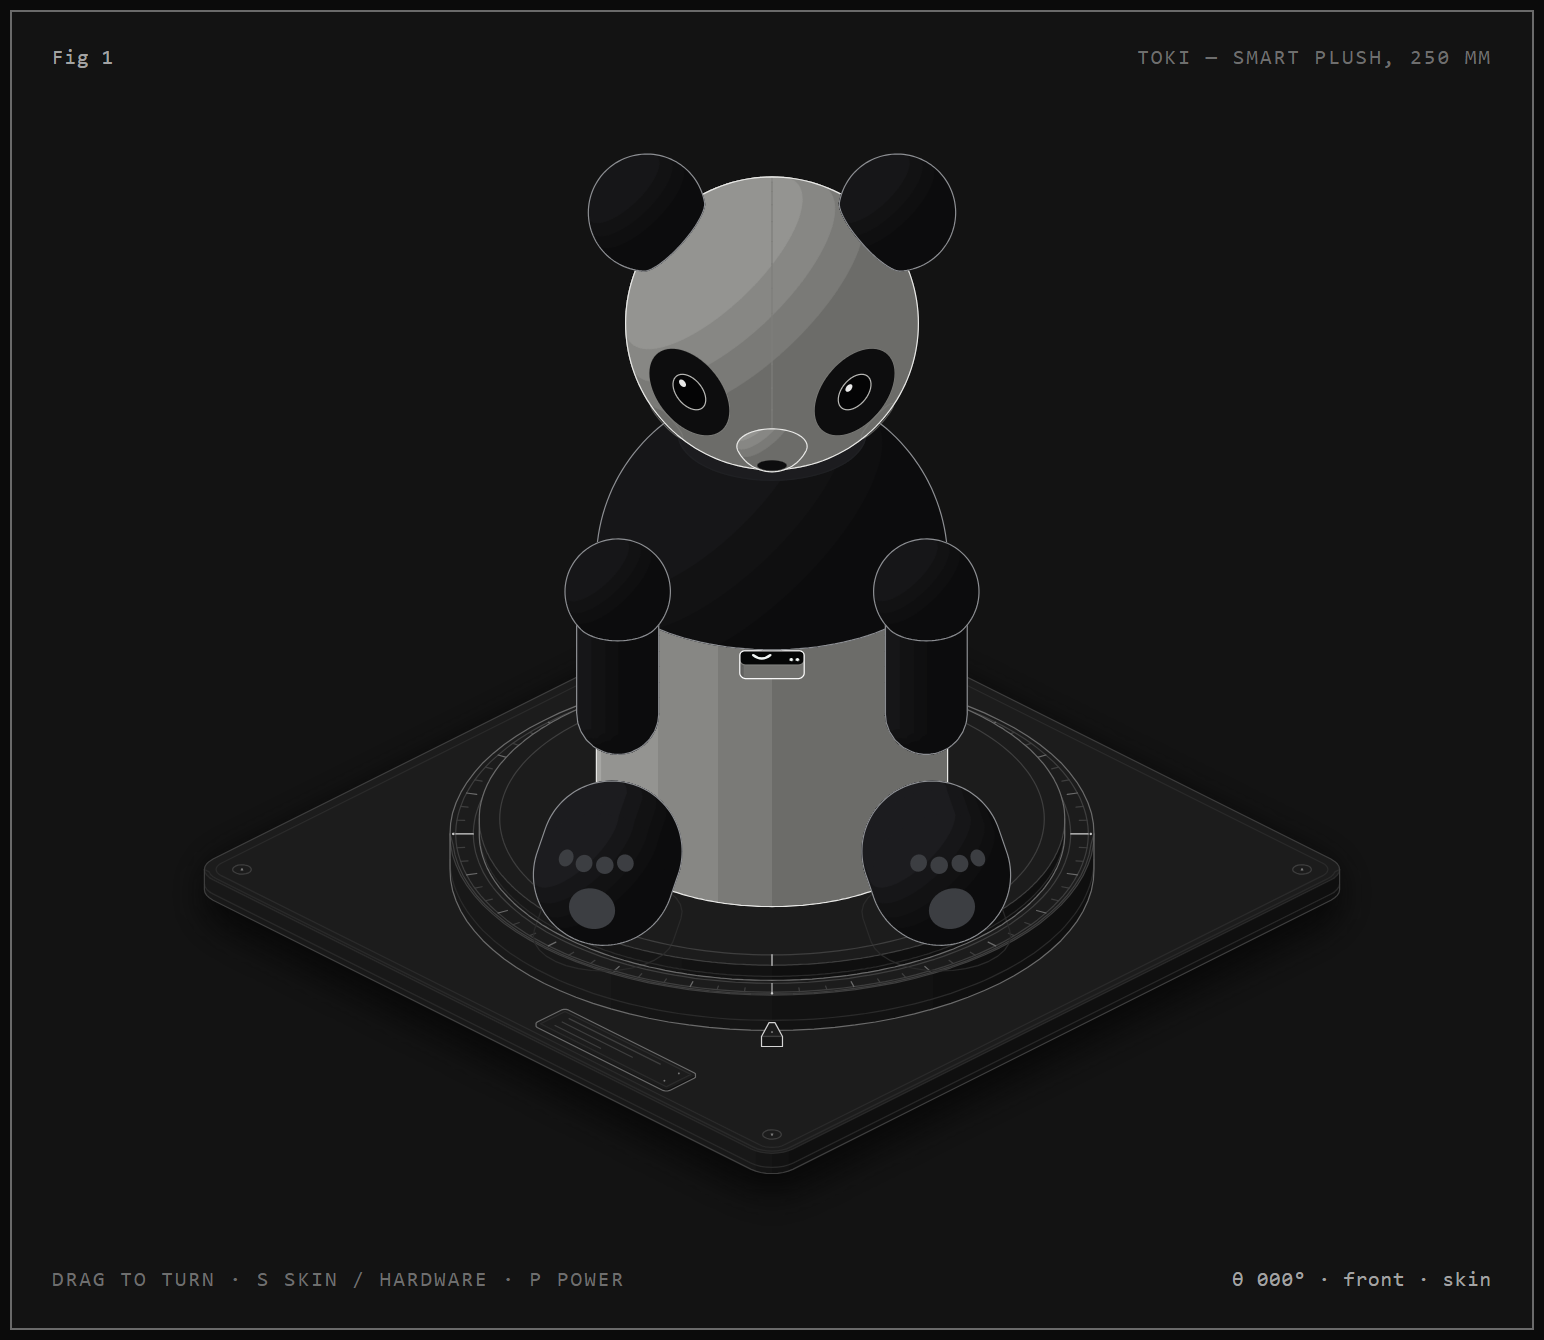 Fig 1
TOKI — SMART PLUSH, 250 MM
DRAG TO TURN · S SKIN / HARDWARE · P POWER
θ 000° · front · skin